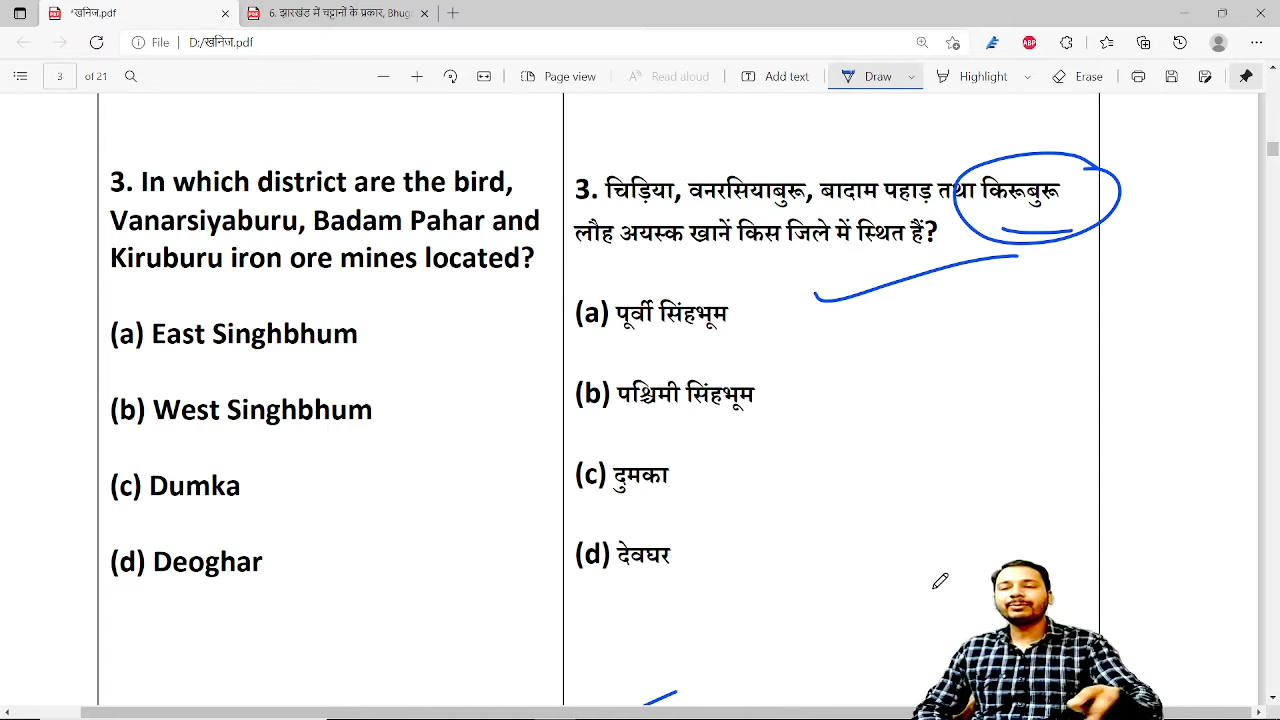 *खनिज.pdf
6. झारखंड में चट्टानों के प्रकार, Bhug
File
D:/खनिज.pdf
3
of 21
Page view
Read aloud
Add text
Draw
Highlight
Erase
ABP
3. In which district are the bird,
Vanarsiyaburu, Badam Pahar and
Kiruburu iron ore mines located?
(a) East Singhbhum
(b) West Singhbhum
(c) Dumka
(d) Deoghar
3. चिड़िया, वनरसियाबुरू, बादाम पहाड़ तथा किरूबुरू
लौह अयस्क खानें किस जिले में स्थित हैं?
(a) पूर्वी सिंहभूम
(b) पश्चिमी सिंहभूम
(c) दुमका
(d) देवघर